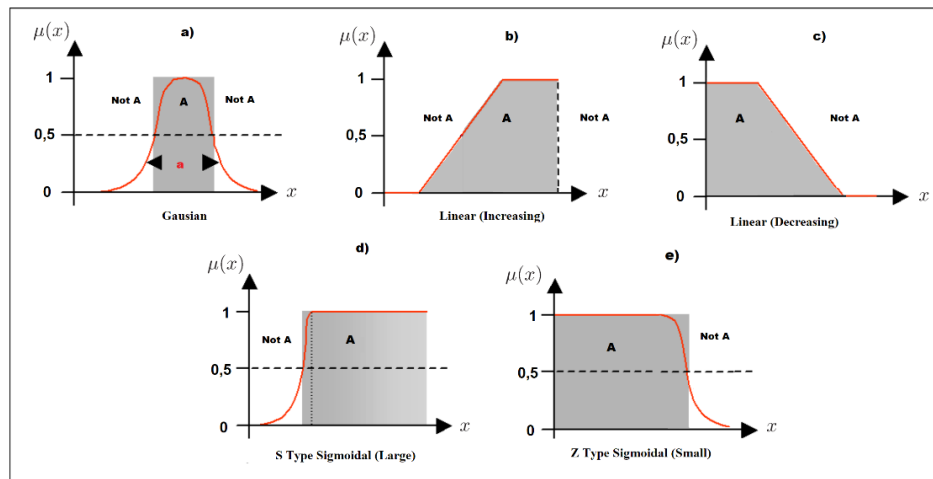 a)
μ(x)
1
Not A
A
Not A
0,5
a
0
x
Gausian
b)
μ(x)
1
Not A
A
Not A
0,5
0
x
Linear (Increasing)
c)
μ(x)
1
A
Not A
0,5
0
x
Linear (Decreasing)
d)
μ(x)
1
Not A
A
0,5
0
x
S Type Sigmoidal (Large)
e)
μ(x)
1
A
Not A
0,5
0
x
Z Type Sigmoidal (Small)